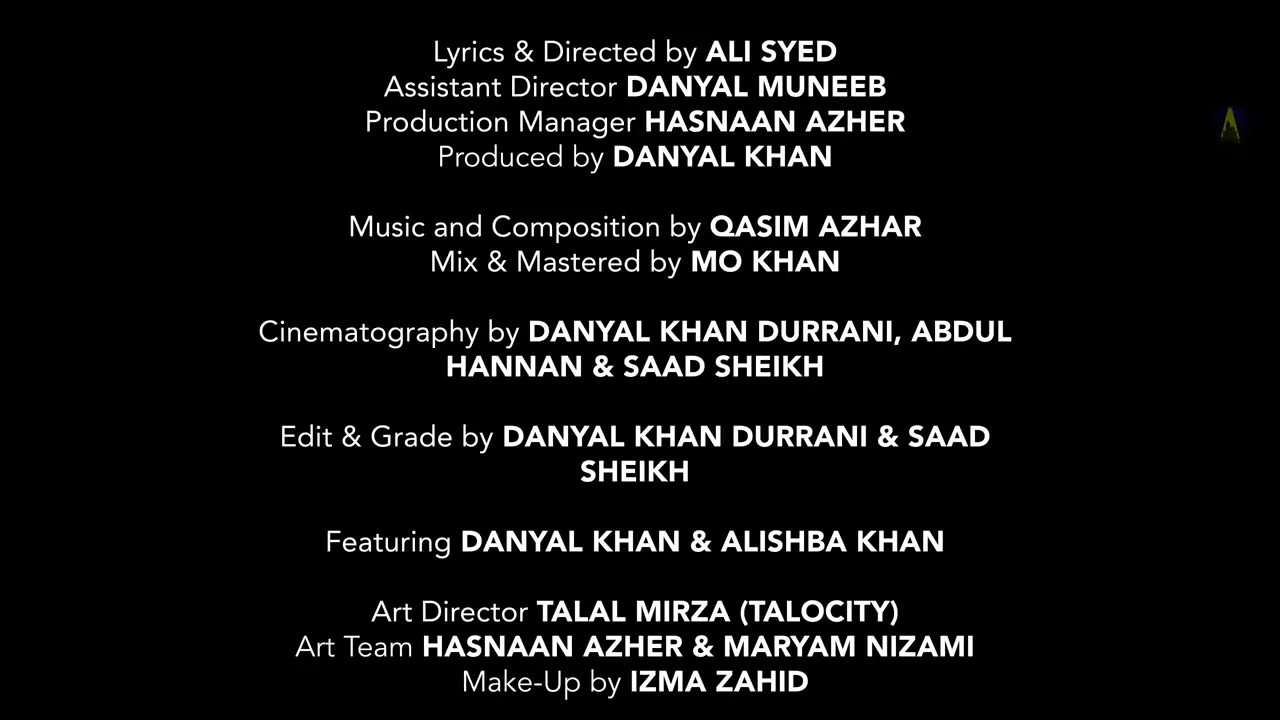 Lyrics & Directed by ALI SYED
Assistant Director DANYAL MUNEEB
Production Manager HASNAAN AZHER
Produced by DANYAL KHAN
Music and Composition by QASIM AZHAR
Mix & Mastered by MO KHAN
Cinematography by DANYAL KHAN DURRANI, ABDUL
HANNAN & SAAD SHEIKH
Edit & Grade by DANYAL KHAN DURRANI & SAAD
SHEIKH
Featuring DANYAL KHAN & ALISHBA KHAN
Art Director TALAL MIRZA (TALOCITY)
Art Team HASNAAN AZHER & MARYAM NIZAMI
Make-Up by IZMA ZAHID